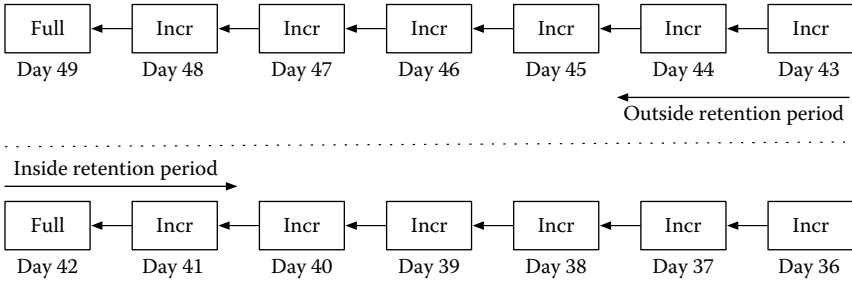 Full Incr Incr Incr Incr Incr Incr
Day 49 Day 48 Day 47 Day 46 Day 45 Day 44 Day 43
Outside retention period
Inside retention period
Full Incr Incr Incr Incr Incr Incr
Day 42 Day 41 Day 40 Day 39 Day 38 Day 37 Day 36